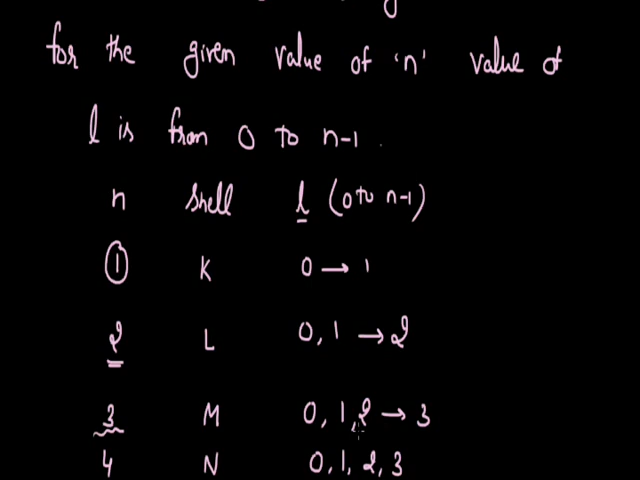 for the given value of 'n' value of
l is from 0 to n-1.
n shell l (0 to n-1)
1 K 0 → 1
2 L 0, 1 → 2
3 M 0, 1, 2 → 3
4 N 0, 1, 2, 3